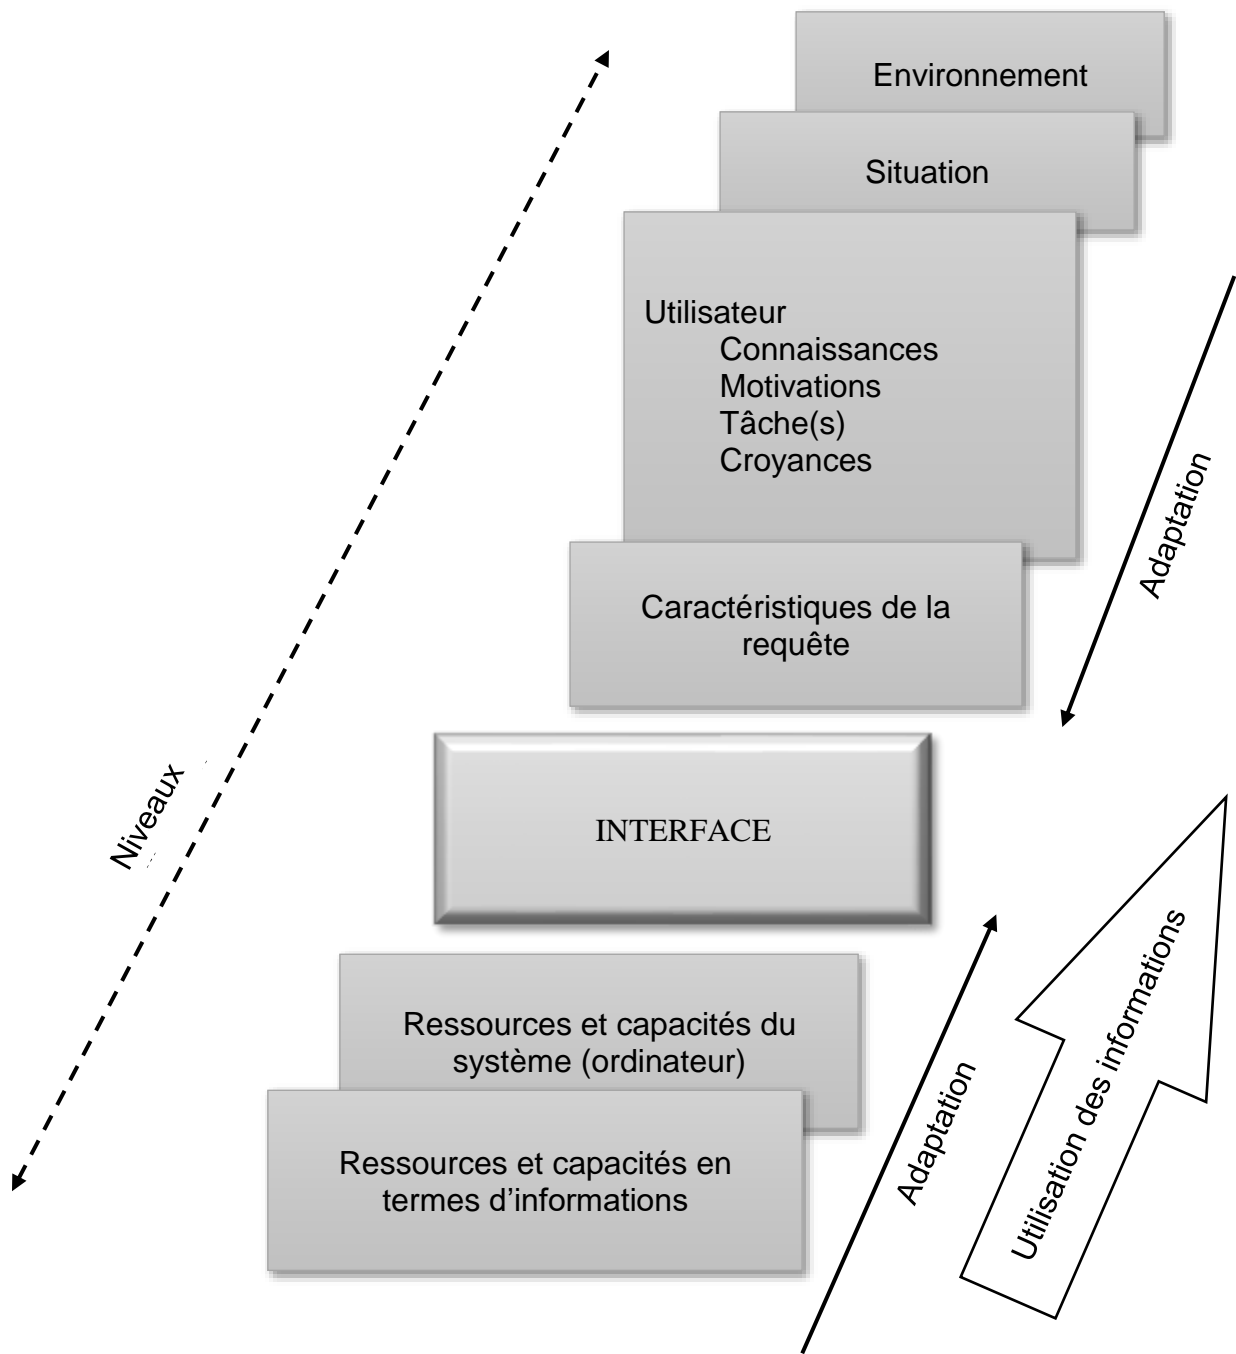 Environnement
Situation
Utilisateur
Connaissances
Motivations
Tâche(s)
Croyances
Adaptation
Caractéristiques de la
requête
Niveaux
INTERFACE
Ressources et capacités du
système (ordinateur)
Adaptation
Utilisation des informations
Ressources et capacités en
termes d’informations